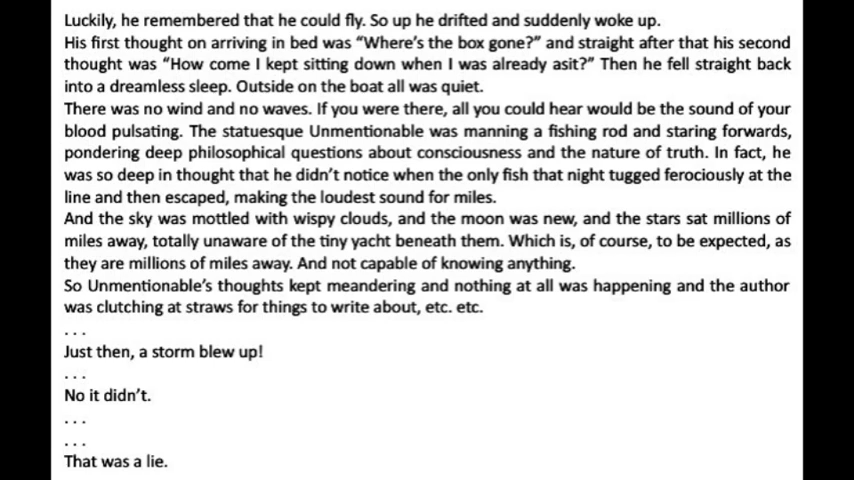 Luckily, he remembered that he could fly. So up he drifted and suddenly woke up.
His first thought on arriving in bed was “Where’s the box gone?” and straight after that his second
thought was “How come I kept sitting down when I was already asit?” Then he fell straight back
into a dreamless sleep. Outside on the boat all was quiet.
There was no wind and no waves. If you were there, all you could hear would be the sound of your
blood pulsating. The statuesque Unmentionable was manning a fishing rod and staring forwards,
pondering deep philosophical questions about consciousness and the nature of truth. In fact, he
was so deep in thought that he didn’t notice when the only fish that night tugged ferociously at the
line and then escaped, making the loudest sound for miles.
And the sky was mottled with wispy clouds, and the moon was new, and the stars sat millions of
miles away, totally unaware of the tiny yacht beneath them. Which is, of course, to be expected, as
they are millions of miles away. And not capable of knowing anything.
So Unmentionable’s thoughts kept meandering and nothing at all was happening and the author
was clutching at straws for things to write about, etc. etc.
. . .
Just then, a storm blew up!
. . .
No it didn’t.
. . .
. . .
That was a lie.